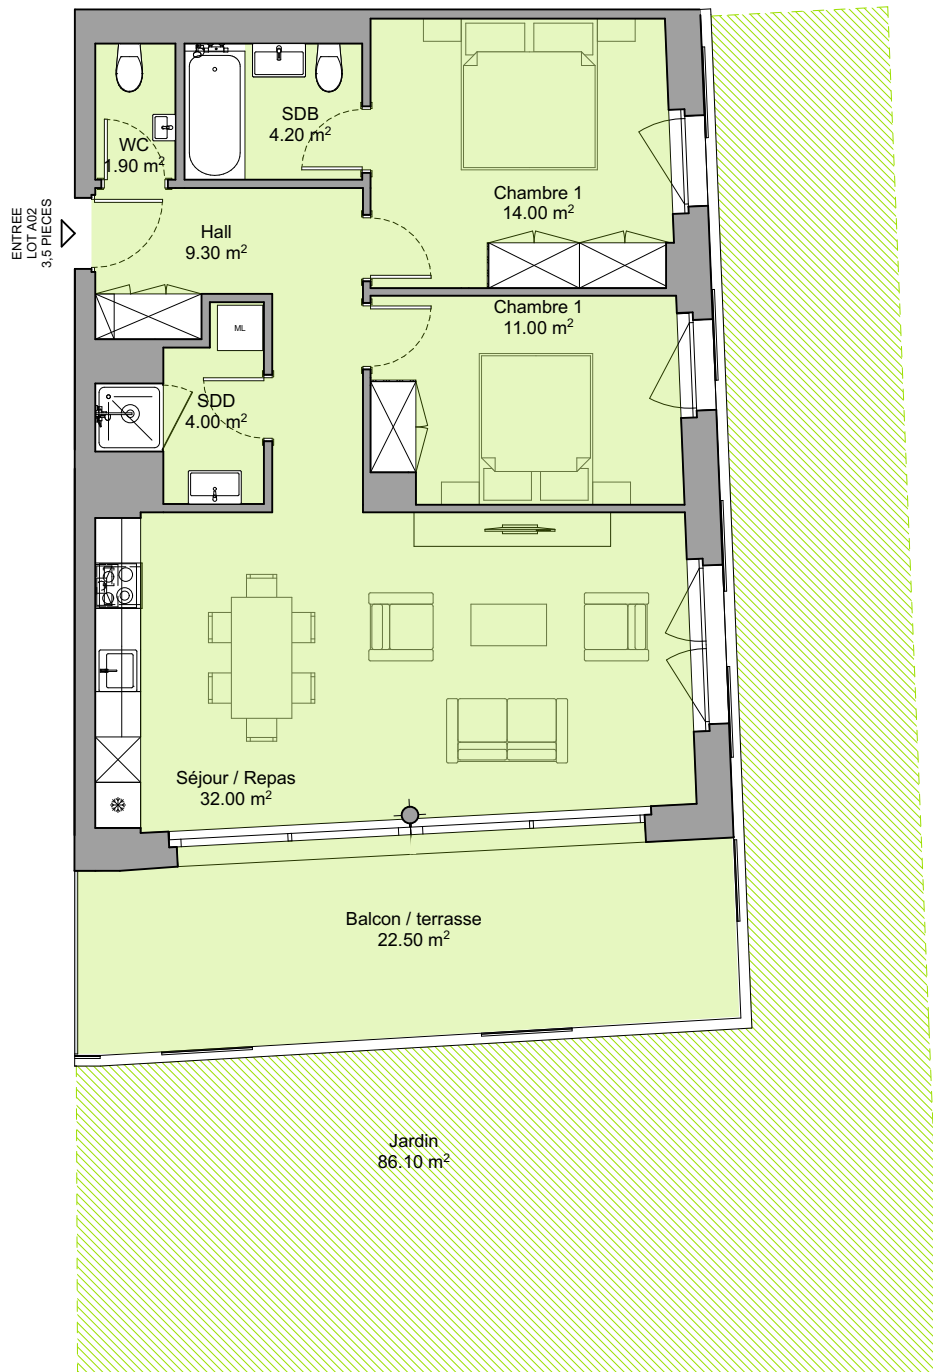 WC
1.90 m²
SDB
4.20 m²
Chambre 1
14.00 m²
ENTREE
LOT A02
3,5 PIECES
Hall
9.30 m²
Chambre 1
11.00 m²
ML
SDD
4.00 m²
Séjour / Repas
32.00 m²
Balcon / terrasse
22.50 m²
Jardin
86.10 m²